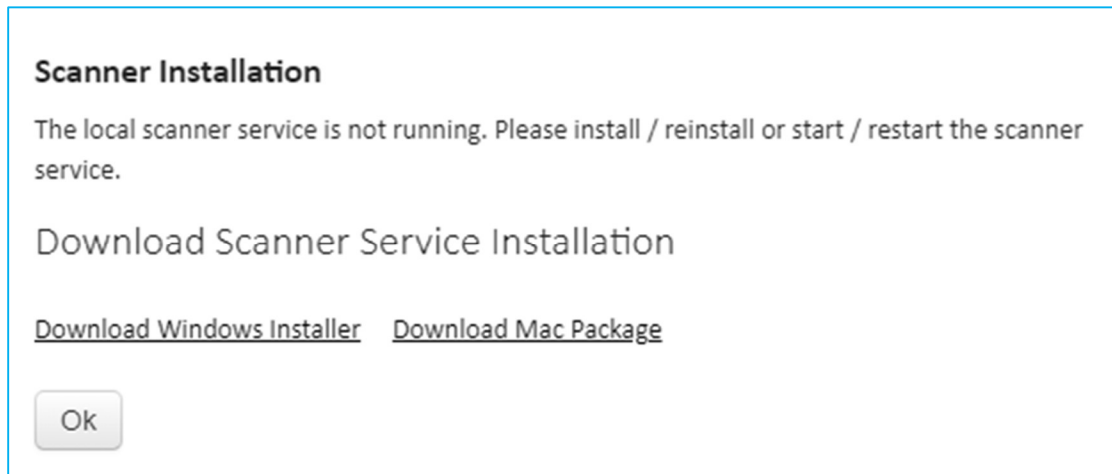 Scanner Installation
The local scanner service is not running. Please install / reinstall or start / restart the scanner
service.
Download Scanner Service Installation
Download Windows Installer Download Mac Package
Ok